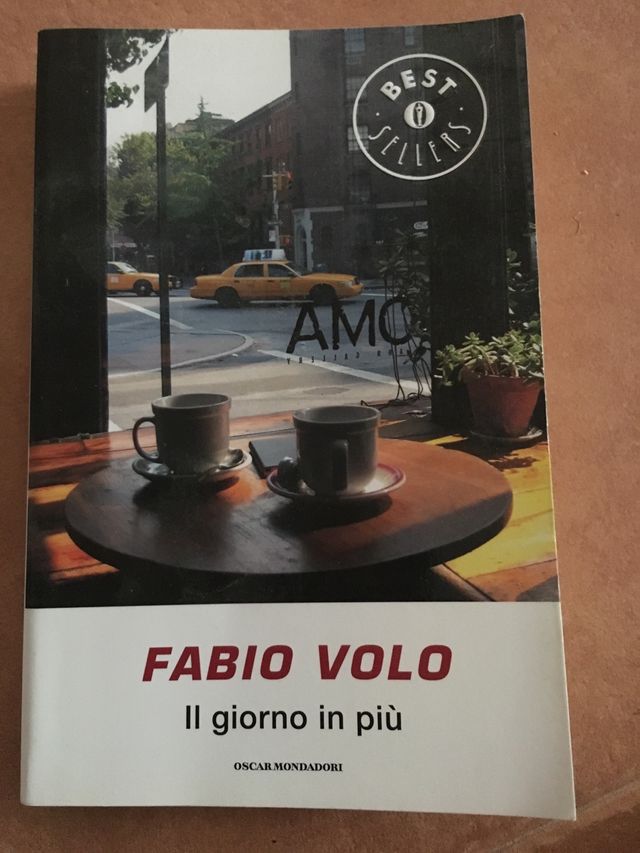 BEST
SELLERS
AMO
FABIO VOLO
Il giorno in più
OSCAR MONDADORI